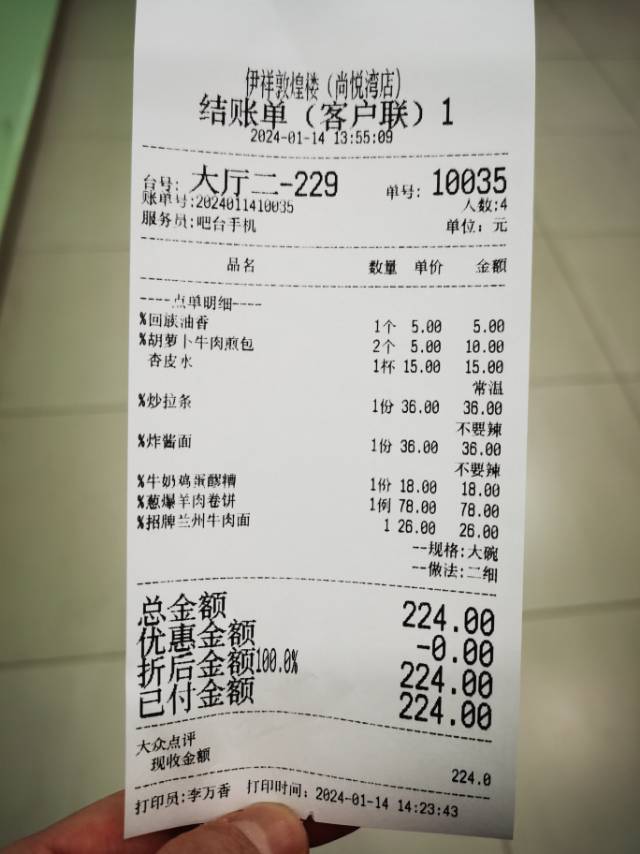 伊祥敦煌楼(尚悦湾店)
结账单(客户联)1
2024-01-14 13:55:09
台号: 大厅二-229 单号: 10035
账单号:2024011410035 人数:4
服务员:吧台手机 单位: 元
品名 数量 单价 金额
----点单明细----
%回族油香 1个 5.00 5.00
%胡萝卜牛肉煎包 2个 5.00 10.00
杏皮水 1杯 15.00 15.00
常温
%炒拉条 1份 36.00 36.00
不要辣
%炸酱面 1份 36.00 36.00
不要辣
%牛奶鸡蛋醪糟 1份 18.00 18.00
%葱爆羊肉卷饼 1例 78.00 78.00
%招牌兰州牛肉面 1 26.00 26.00
--规格:大碗
--做法:二细
总金额 224.00
优惠金额 -0.00
折后金额100.0% 224.00
已付金额 224.00
大众点评
现收金额 224.0
打印员:李万香 打印时间: 2024-01-14 14:23:43